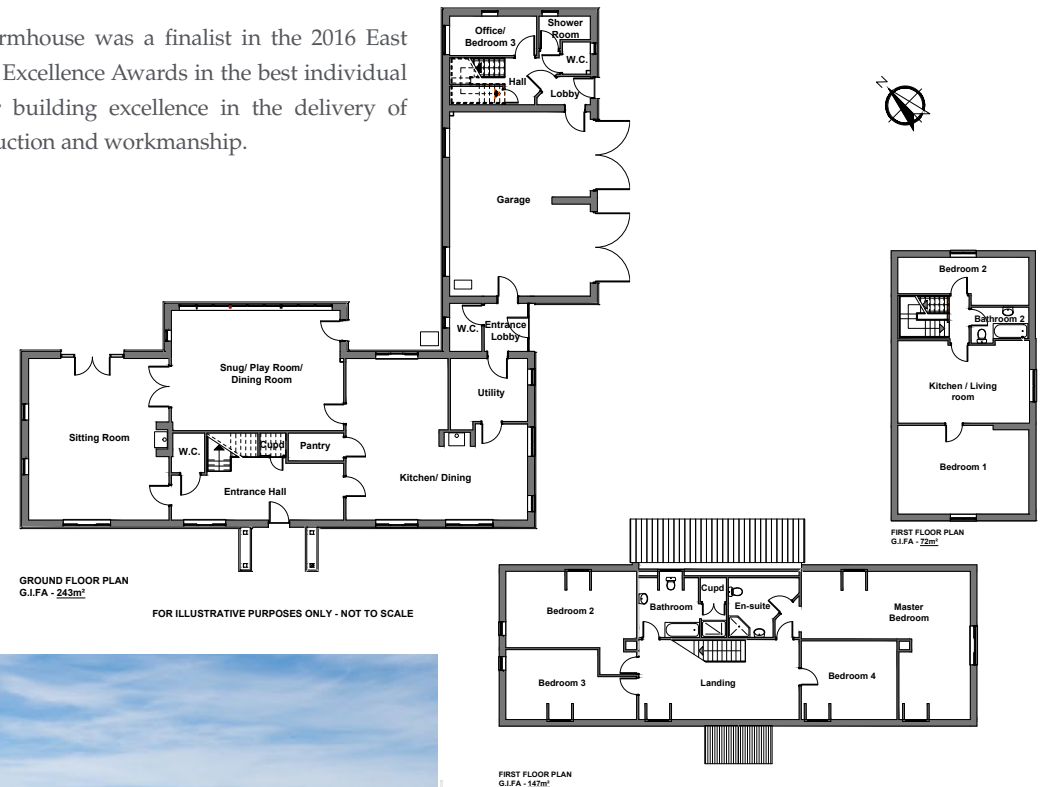 rmhouse was a finalist in the 2016 East
Excellence Awards in the best individual
building excellence in the delivery of
uction and workmanship.
Office/
Bedroom 3
Shower
Room
W.C.
Hall
Lobby
N
Garage
W.C.
Entrance
Lobby
Snug/ Play Room/
Dining Room
Utility
Sitting Room
W.C.
Cupd
Pantry
Kitchen/ Dining
Entrance Hall
GROUND FLOOR PLAN
G.I.FA - 243m²
FOR ILLUSTRATIVE PURPOSES ONLY - NOT TO SCALE
Bedroom 2
Bathroom 2
Kitchen / Living
room
Bedroom 1
FIRST FLOOR PLAN
G.I.FA - 72m²
Bedroom 2
Bathroom
Cupd
En-suite
Master
Bedroom
Bedroom 3
Landing
Bedroom 4
FIRST FLOOR PLAN
G.I.FA - 147m²